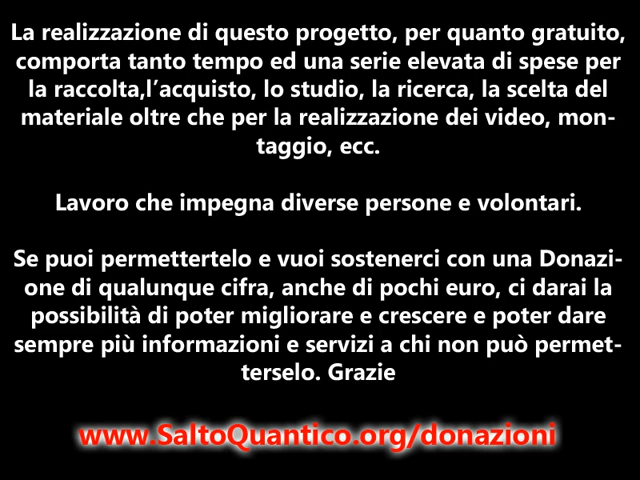 La realizzazione di questo progetto, per quanto gratuito,
comporta tanto tempo ed una serie elevata di spese per
la raccolta,l’acquisto, lo studio, la ricerca, la scelta del
materiale oltre che per la realizzazione dei video, mon-
taggio, ecc.
Lavoro che impegna diverse persone e volontari.
Se puoi permettertelo e vuoi sostenerci con una Donazi-
one di qualunque cifra, anche di pochi euro, ci darai la
possibilità di poter migliorare e crescere e poter dare
sempre più informazioni e servizi a chi non può permet-
terselo. Grazie
www.SaltoQuantico.org/donazioni